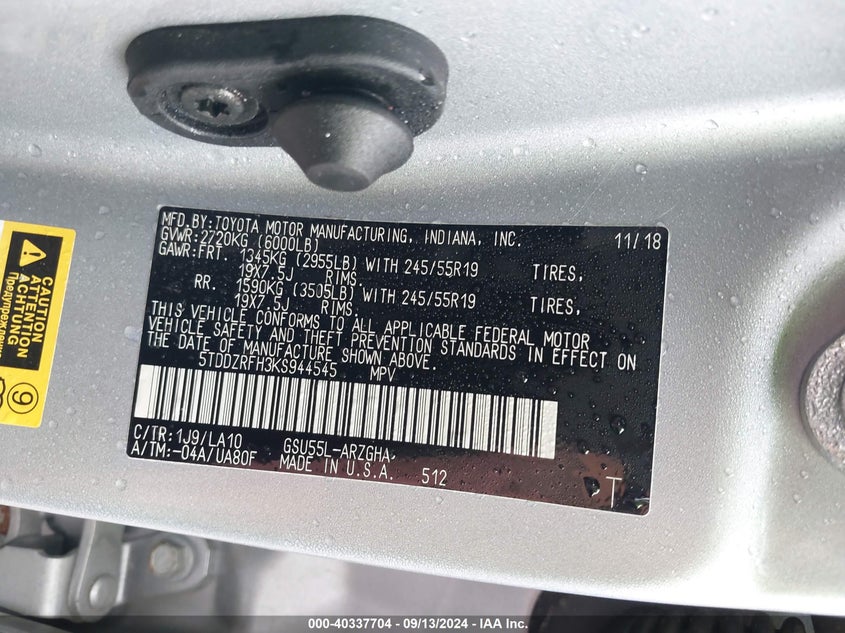 MFD.BY:TOYOTA MOTOR MANUFACTURING, INDIANA, INC. 11/18
GVWR:2720KG (6000LB)
GAWR:FRT. 1345KG (2955LB) WITH 245/55R19 TIRES,
19X7.5J RIMS.
RR. 1590KG (3505LB) WITH 245/55R19 TIRES,
19X7.5J RIMS.
THIS VEHICLE CONFORMS TO ALL APPLICABLE FEDERAL MOTOR
VEHICLE SAFETY AND THEFT PREVENTION STANDARDS IN EFFECT ON
THE DATE OF MANUFACTURE SHOWN ABOVE.
5TDDZRFH3KS944545 MPV
C/TR:1J9/LA10 GSU55L-ARZGHA
A/TM:-04A/UA80F MADE IN U.S.A. 512
T
CAUTION
ATTENTION
ACHTUNG
9
000-40337704 - 09/13/2024 - IAA Inc.